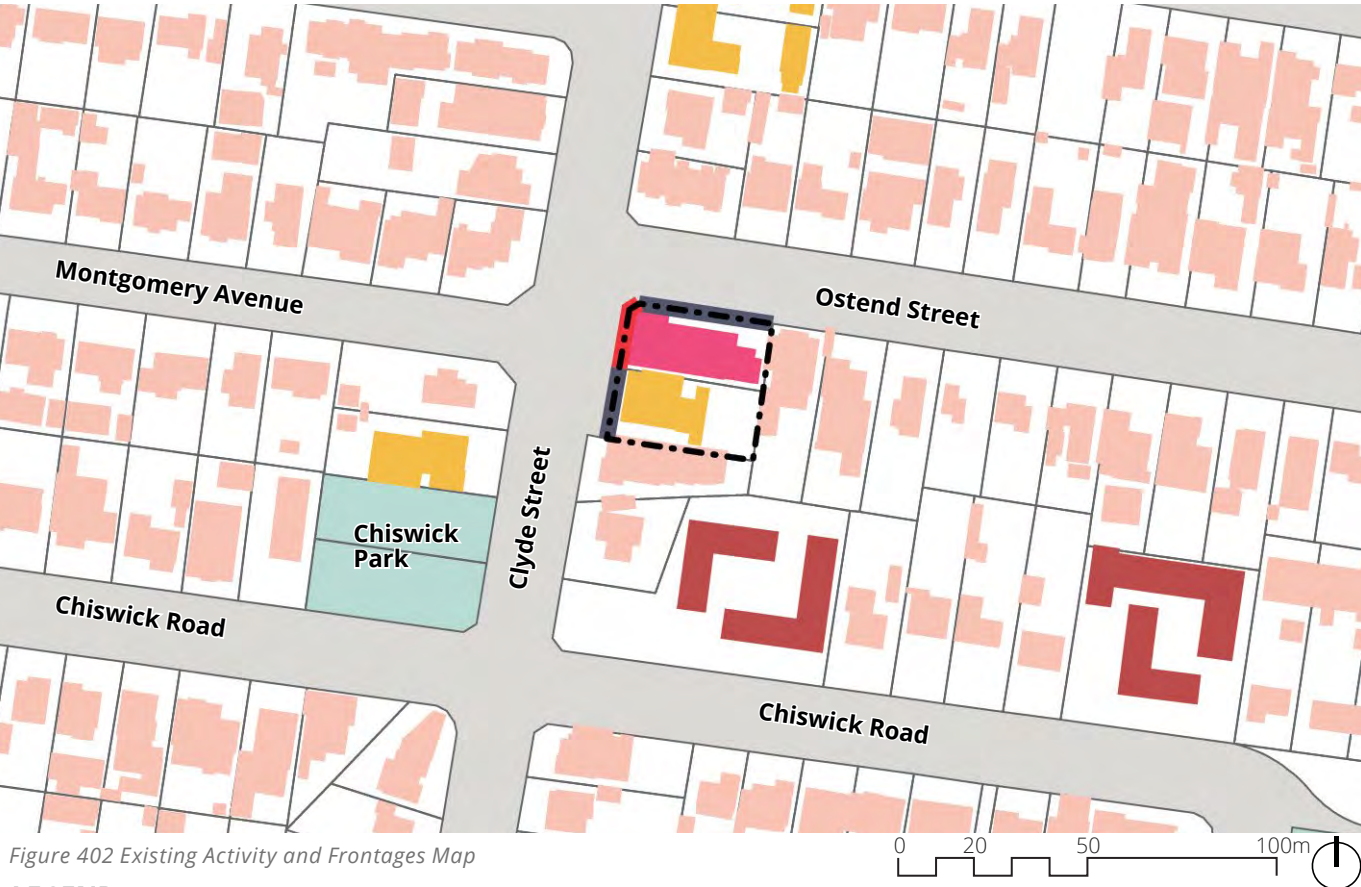 Montgomery Avenue
Ostend Street
Clyde Street
Chiswick
Park
Chiswick Road
Chiswick Road
Figure 402 Existing Activity and Frontages Map
0 20 50 100m